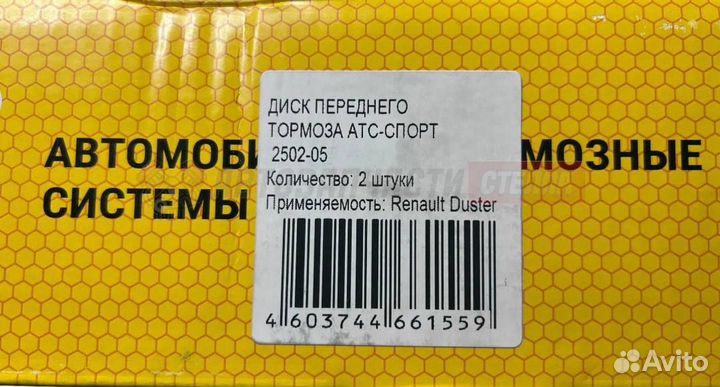 ДИСК ПЕРЕДНЕГО
ТОРМОЗА АТС-СПОРТ
2502-05
Количество: 2 штуки
Применяемость: Renault Duster
4 603744 661559
АВТОМОБИ МОЗНЫЕ
СИСТЕМЫ
Avito